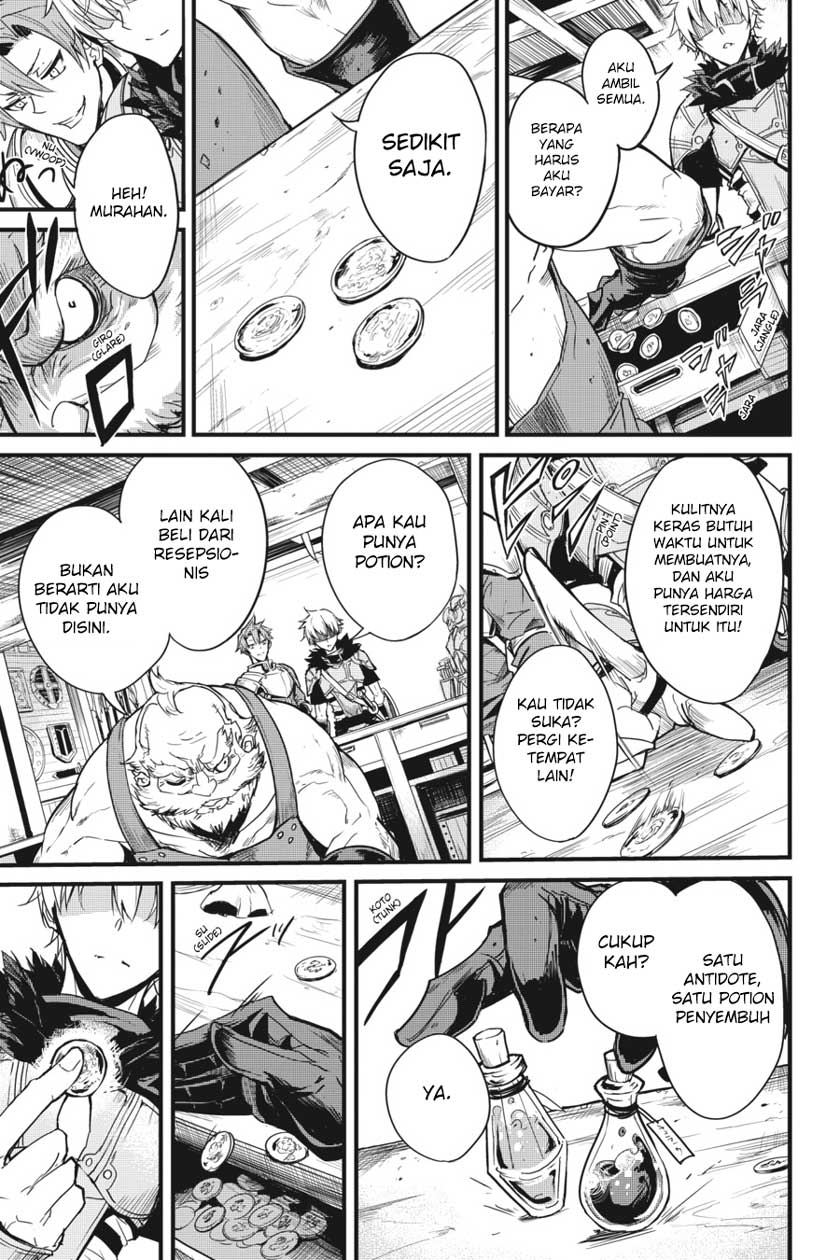 AKU
AMBIL
SEMUA.
BERAPA
YANG
HARUS
AKU
BAYAR?
JARA
(JANGLE)
JARA
SEDIKIT
SAJA.
NU
(VWOOP)
ぬっ
HEH!
MURAHAN.
GIRO
(GLARE)
KULITNYA
KERAS BUTUH
WAKTU UNTUK
MEMBUATNYA,
DAN AKU
PUNYA HARGA
TERSENDIRI
UNTUK ITU!
PIN
(POINT)
KAU TIDAK
SUKA?
PERGI KE-
TEMPAT
LAIN!
APA KAU
PUNYA
POTION?
LAIN KALI
BELI DARI
RESEPSIO-
NIS
BUKAN
BERARTI AKU
TIDAK PUNYA
DISINI.
SATU
ANTIDOTE,
SATU POTION
PENYEMBUH
CUKUP
KAH?
KOTO
(TUNK)
YA.
SU
(SLIDE)